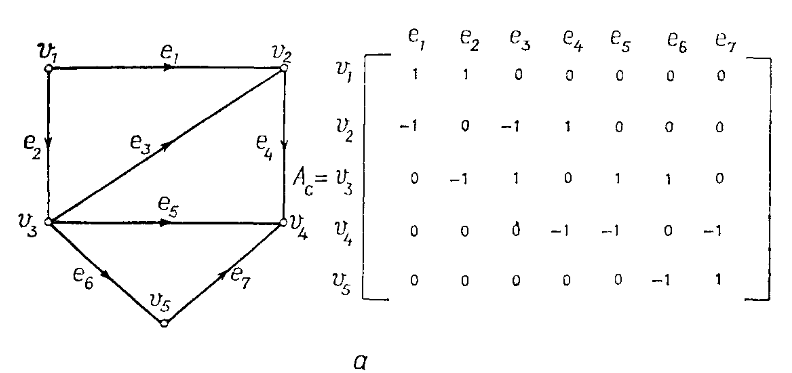 v₁ e₁ v₂
e₂ e₃ e₄
v₃ e₅ v₄
e₆ v₅ e₇
e₁ e₂ e₃ e₄ e₅ e₆ e₇
v₁ 1 1 0 0 0 0 0
v₂ -1 0 -1 1 0 0 0
A_c = v₃ 0 -1 1 0 1 1 0
v₄ 0 0 0 -1 -1 0 -1
v₅ 0 0 0 0 0 -1 1
a